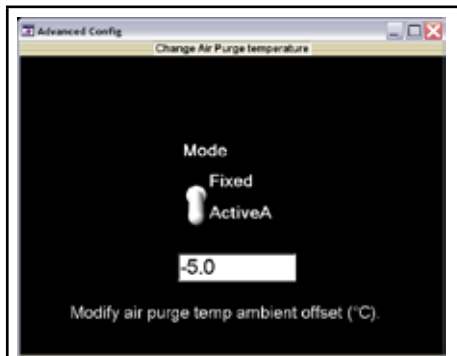 Advanced Config
Change Air Purge temperature
Mode
Fixed
ActiveA
-5.0
Modify air purge temp ambient offset (°C).